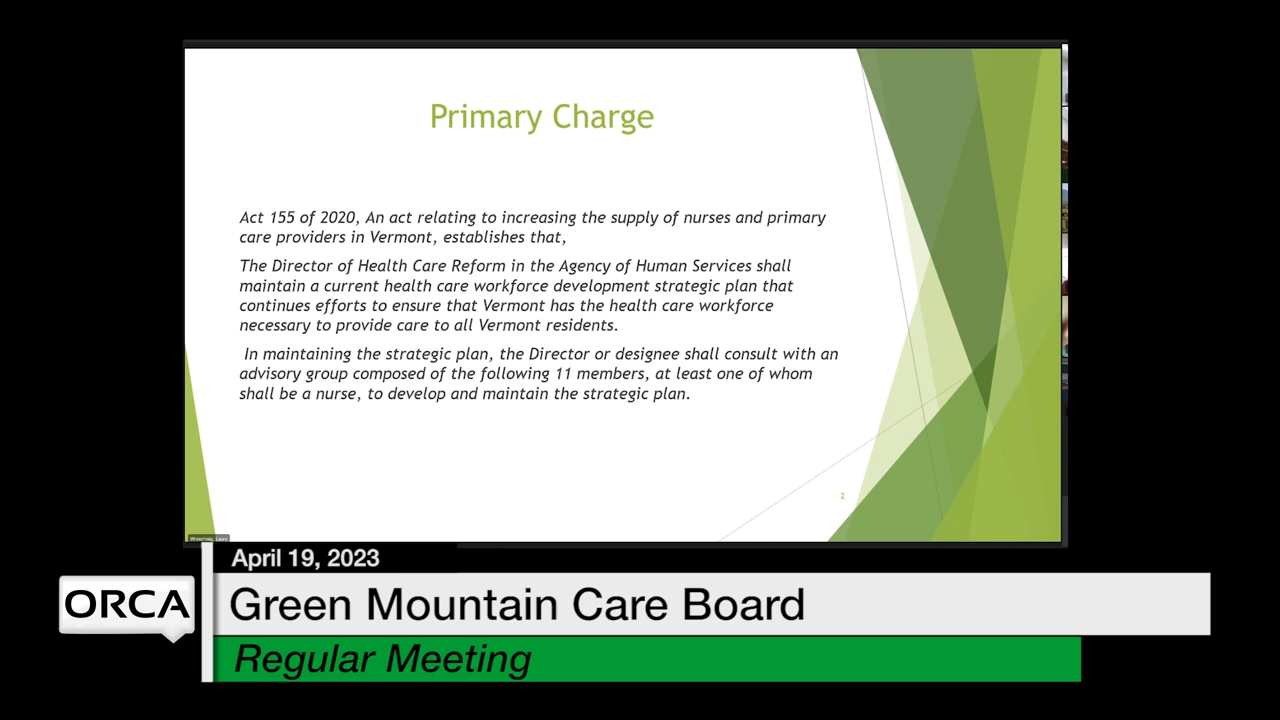 Primary Charge
Act 155 of 2020, An act relating to increasing the supply of nurses and primary
care providers in Vermont, establishes that,
The Director of Health Care Reform in the Agency of Human Services shall
maintain a current health care workforce development strategic plan that
continues efforts to ensure that Vermont has the health care workforce
necessary to provide care to all Vermont residents.
In maintaining the strategic plan, the Director or designee shall consult with an
advisory group composed of the following 11 members, at least one of whom
shall be a nurse, to develop and maintain the strategic plan.
2
April 19, 2023
ORCA
Green Mountain Care Board
Regular Meeting